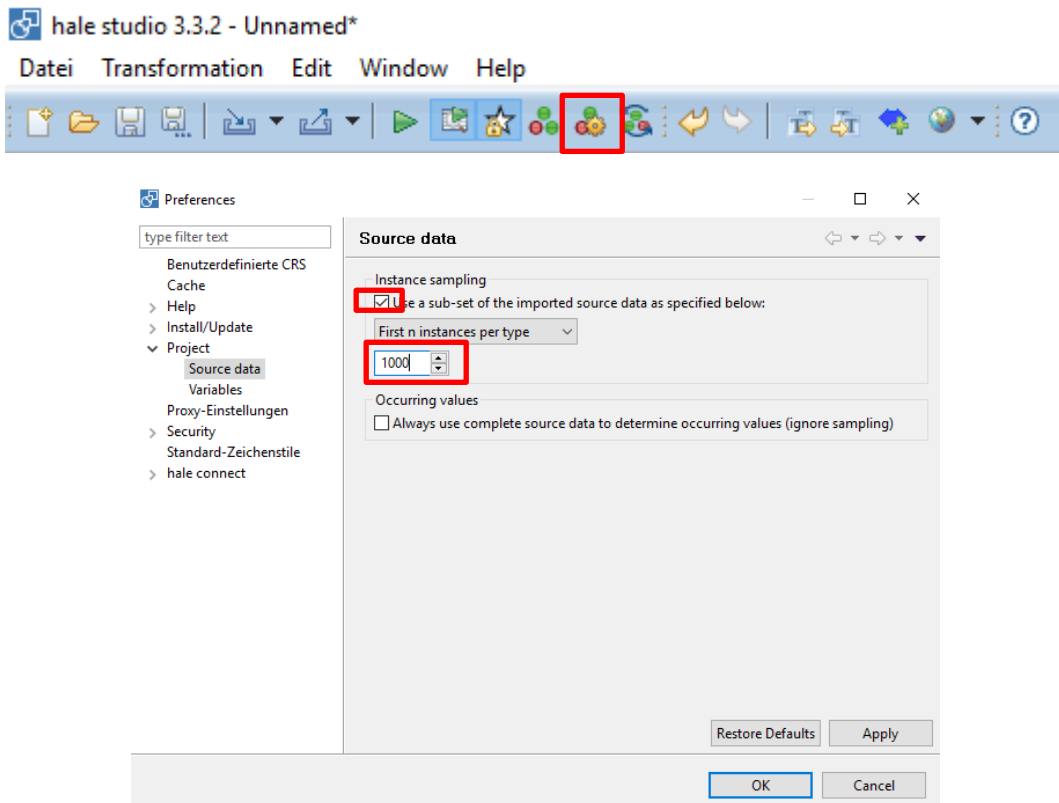 hale studio 3.3.2 - Unnamed*
Datei Transformation Edit Window Help
Preferences
type filter text
Benutzerdefinierte CRS
Cache
Help
Install/Update
Project
Source data
Variables
Proxy-Einstellungen
Security
Standard-Zeichenstile
hale connect
Source data
Instance sampling
Use a sub-set of the imported source data as specified below:
First n instances per type
1000
Occurring values
Always use complete source data to determine occurring values (ignore sampling)
Restore Defaults Apply
OK Cancel